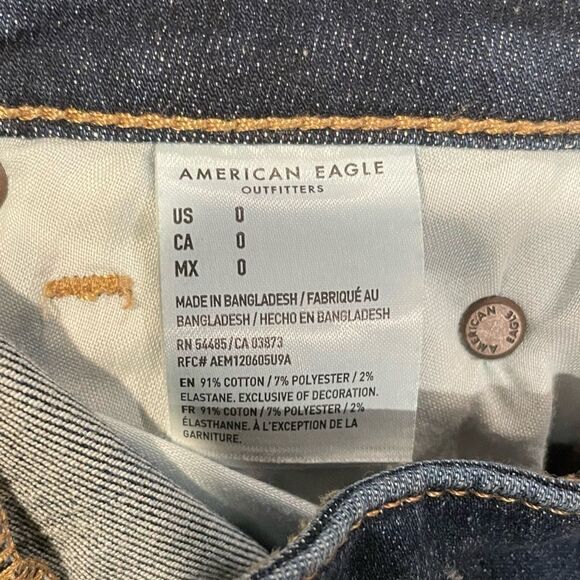 AMERICAN EAGLE
OUTFITTERS
US 0
CA 0
MX 0
MADE IN BANGLADESH / FABRIQUÉ AU
BANGLADESH / HECHO EN BANGLADESH
RN 54485/CA 03873
RFC# AEM120605U9A
EN 91% COTTON / 7% POLYESTER / 2%
ELASTANE. EXCLUSIVE OF DECORATION.
FR 91% COTON / 7% POLYESTER / 2%
ÉLASTHANNE. À L'EXCEPTION DE LA
GARNITURE.
AMERICAN EAGLE